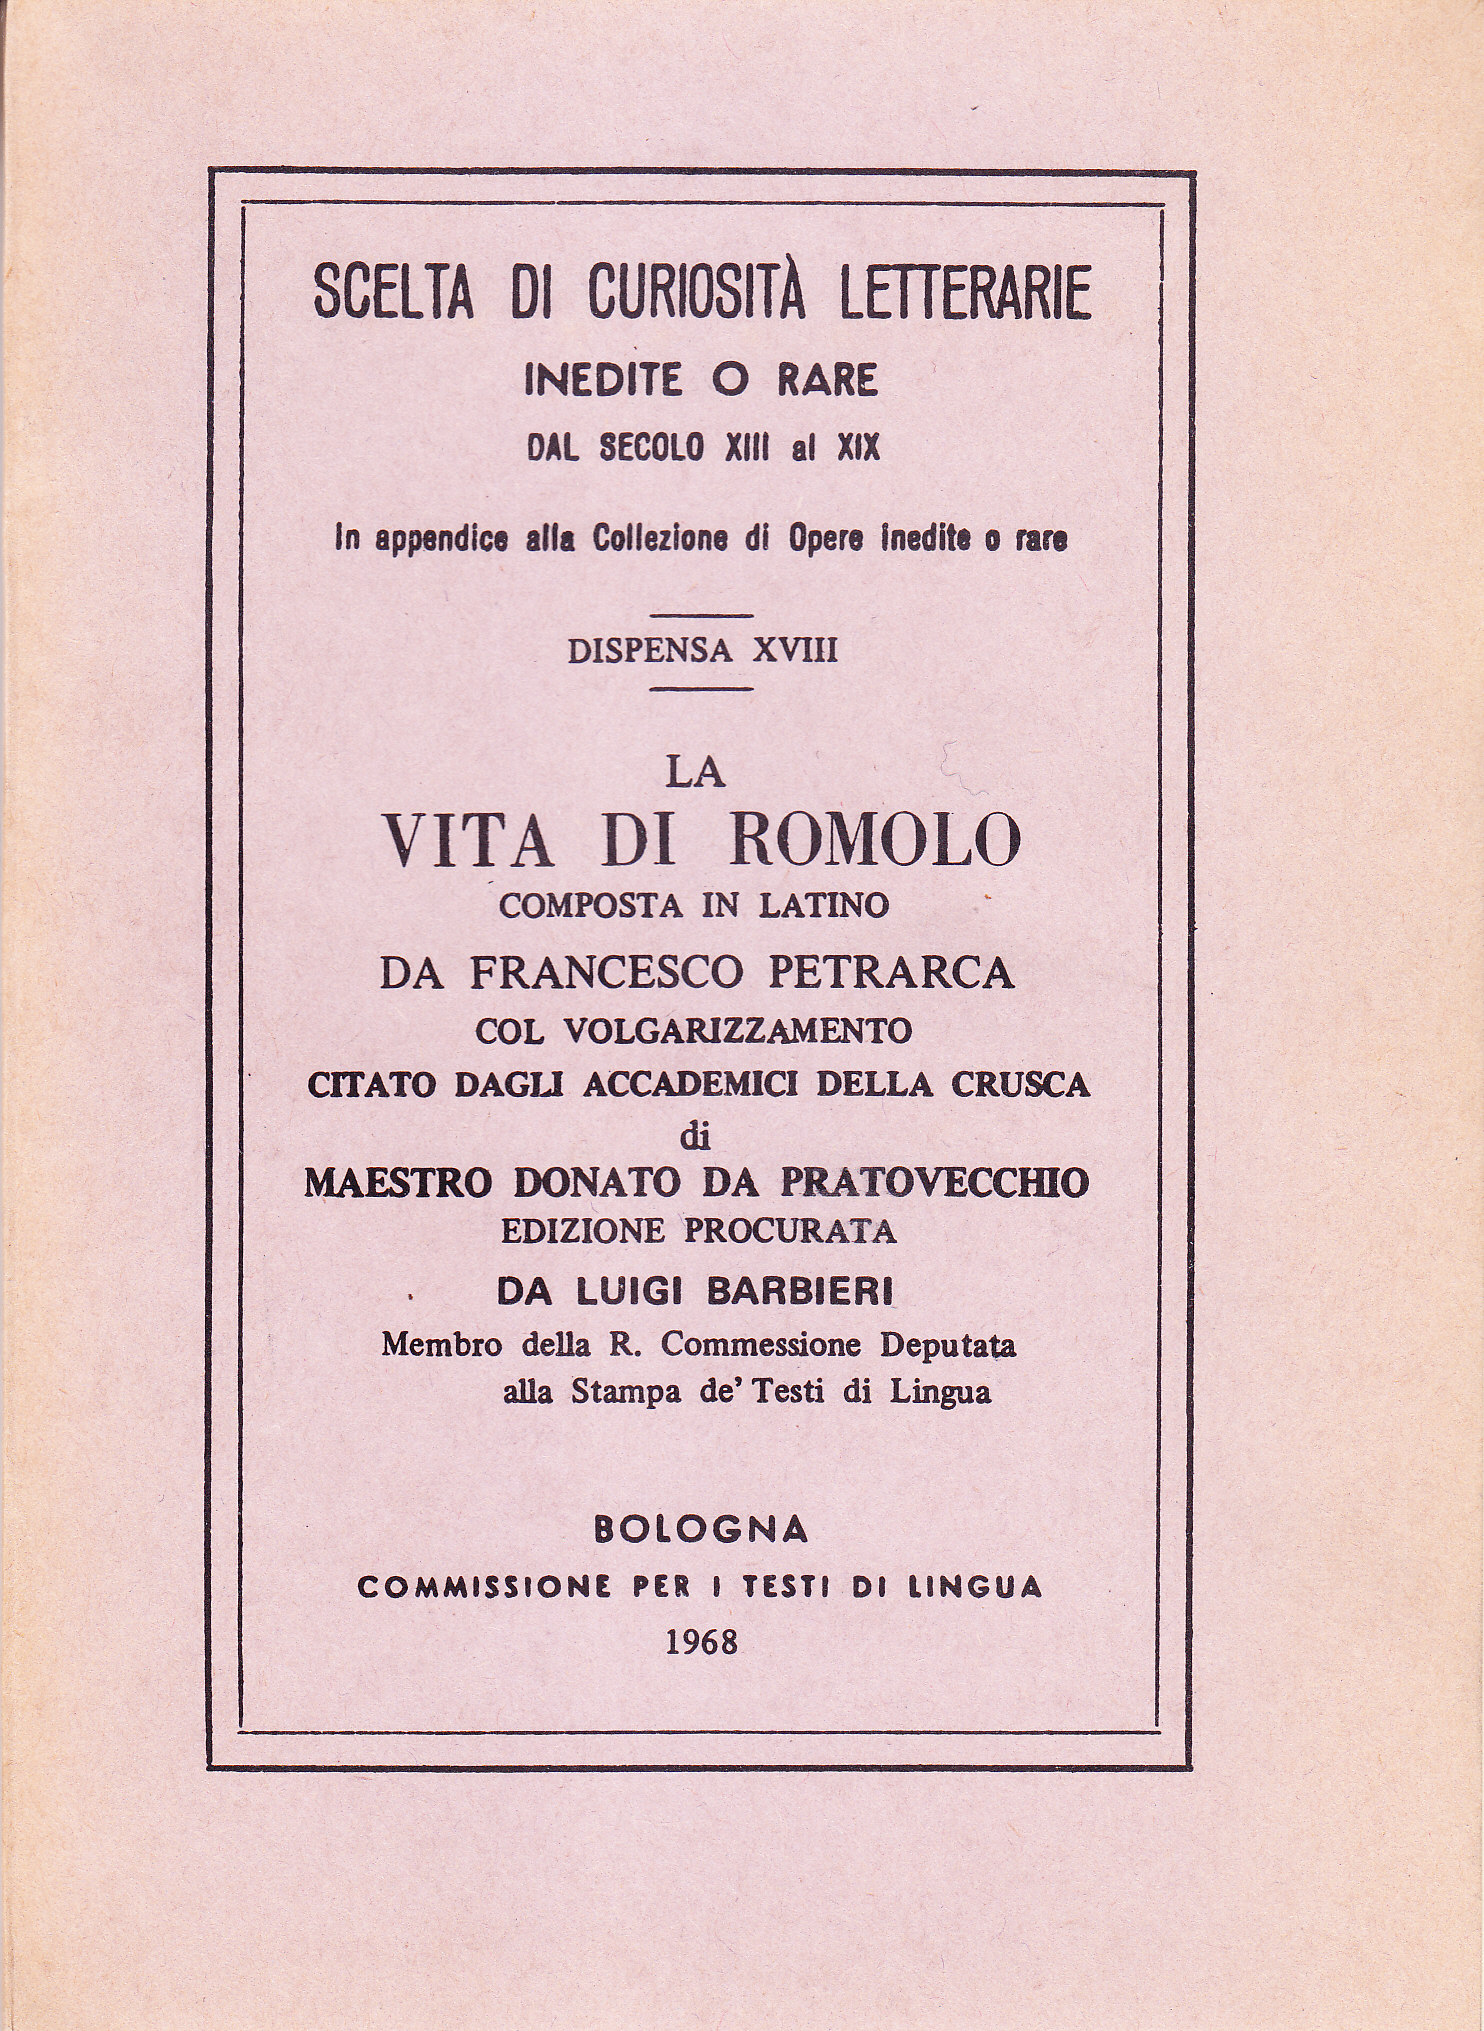 SCELTA DI CURIOSITÀ LETTERARIE
INEDITE O RARE
DAL SECOLO XIII al XIX
In appendice alla Collezione di Opere inedite o rare
DISPENSA XVIII
LA
VITA DI ROMOLO
COMPOSTA IN LATINO
DA FRANCESCO PETRARCA
COL VOLGARIZZAMENTO
CITATO DAGLI ACCADEMICI DELLA CRUSCA
di
MAESTRO DONATO DA PRATOVECCHIO
EDIZIONE PROCURATA
DA LUIGI BARBIERI
Membro della R. Commessione Deputata
alla Stampa de' Testi di Lingua
BOLOGNA
COMMISSIONE PER I TESTI DI LINGUA
1968